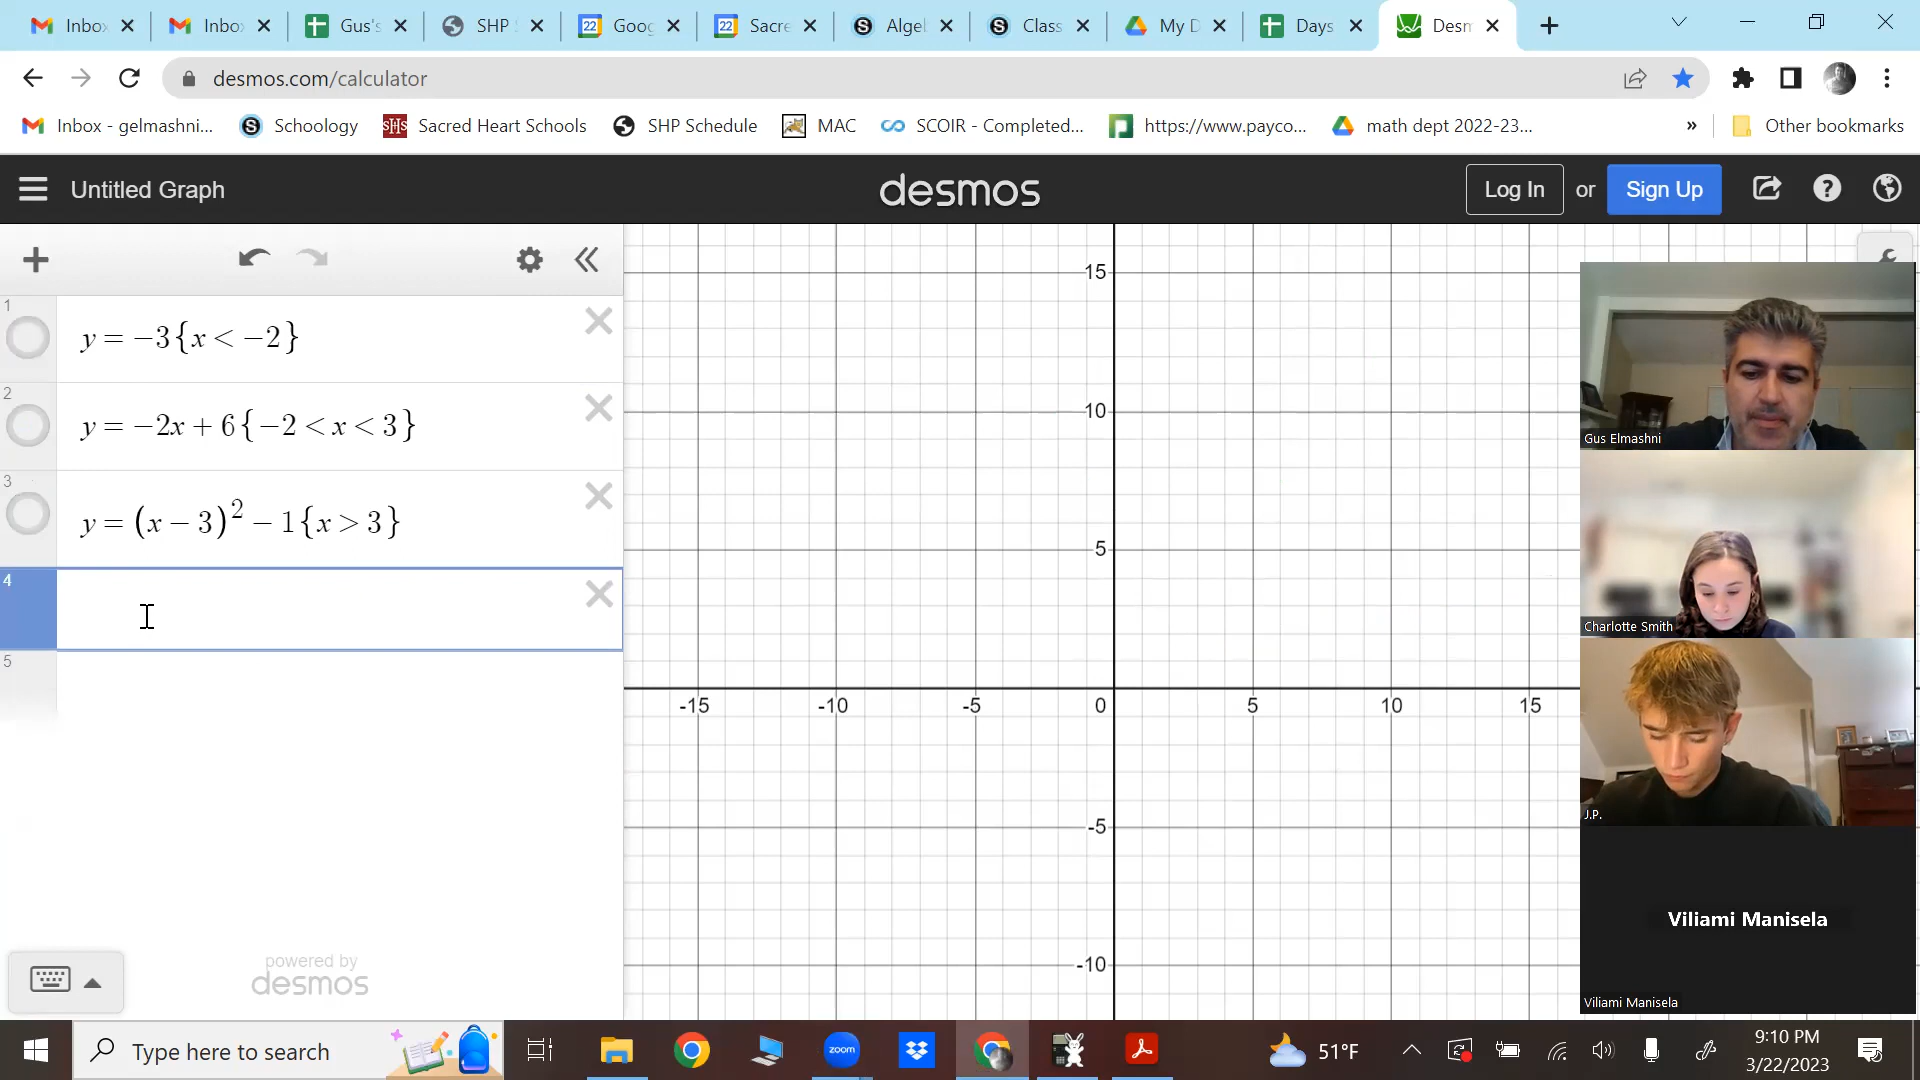 Inbox
Inbox
Gus's
SHP
Goog
Sacre
Algeb
Class
My D
Days
Desm
desmos.com/calculator
Inbox - gelmashni...
Schoology
Sacred Heart Schools
SHP Schedule
MAC
SCOIR - Completed...
https://www.payco...
math dept 2022-23...
»
Other bookmarks
Untitled Graph
desmos
Log In
or
Sign Up
1
y = −3{x < −2}
2
y = −2x + 6{−2 < x < 3}
3
y = (x − 3)² − 1{x > 3}
4
5
15
10
5
-15
-10
-5
0
5
10
15
-5
-10
powered by
desmos
Gus Elmashni
Charlotte Smith
J.P.
Viliami Manisela
Viliami Manisela
Type here to search
zoom
51°F
9:10 PM
3/22/2023